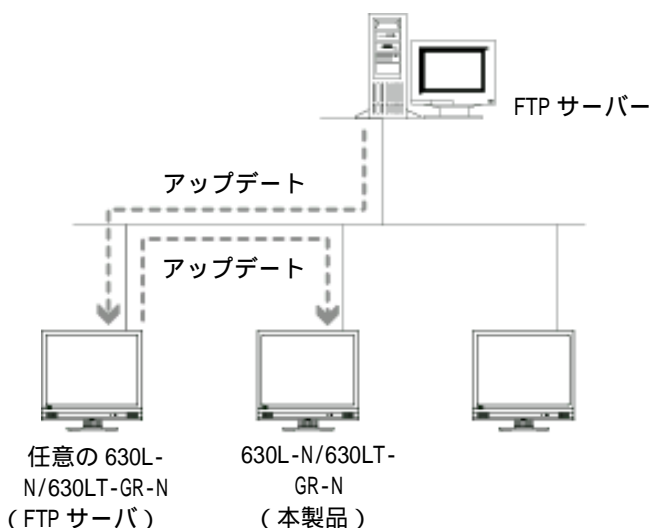 FTP サーバー
アップデート
アップデート
任意の 630L-
N/630LT-GR-N
( FTP サーバ )
630L-N/630LT-
GR-N
( 本製品 )